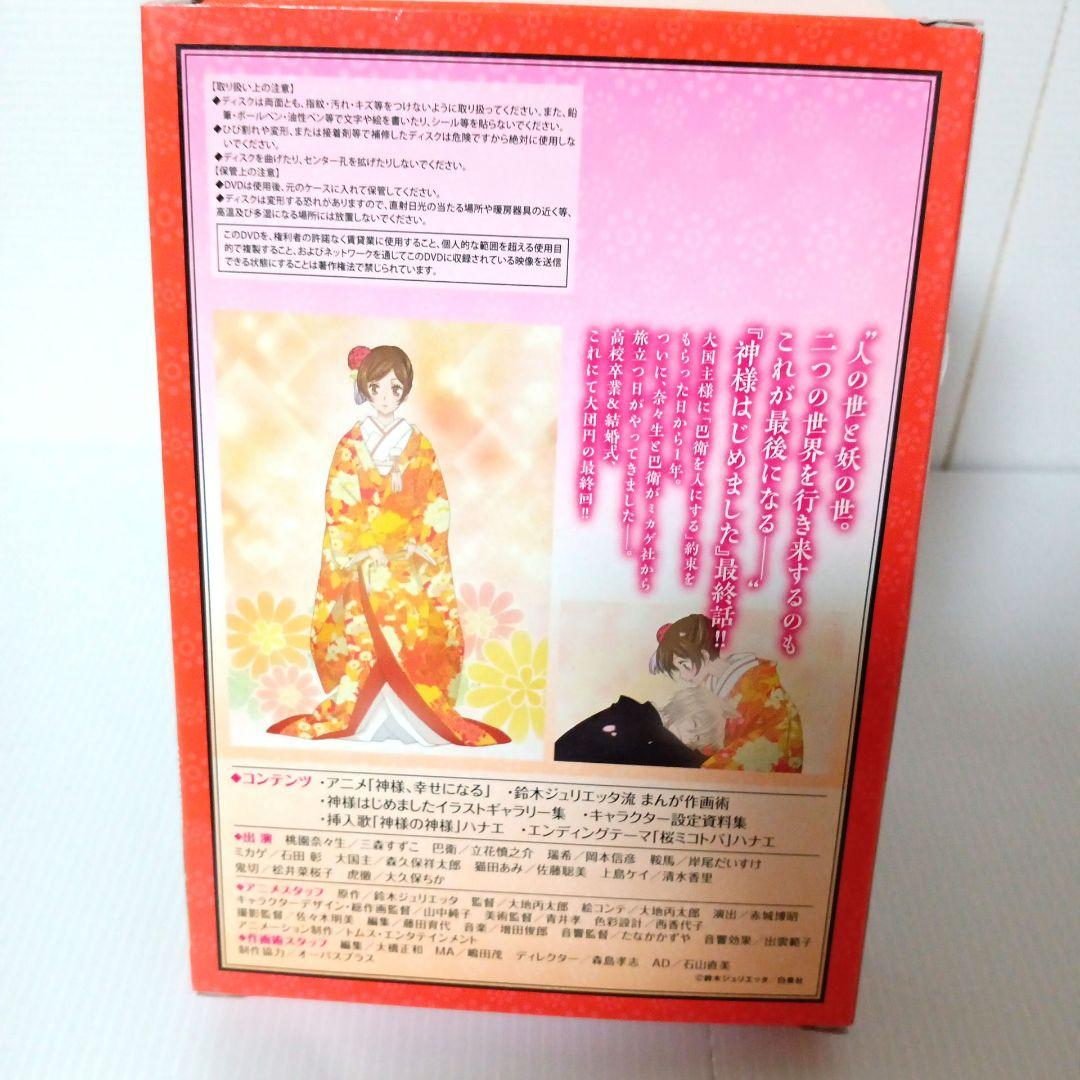 【取り扱い上の注意】
◆ディスクは両面とも、指紋・汚れ・キズ等をつけないように取り扱ってください。また、鉛
筆・ボールペン・油性ペン等で文字や絵を書いたり、シール等を貼らないでください。
◆ひび割れや変形、または接着剤等で補修したディスクは危険ですから絶対に使用しな
いでください。
◆ディスクを曲げたり、センター孔を拡げたりしないでください。
【保管上の注意】
◆DVDは使用後、元のケースに入れて保管してください。
◆ディスクは変形する恐れがありますので、直射日光の当たる場所や暖房器具の近く等、
高温及び多湿になる場所には放置しないでください。
このDVDを、権利者の許諾なく賃貸業に使用すること、個人的な範囲を超える使用目
的で複製すること、およびネットワークを通じてこのDVDに収録されている映像を送信
できる状態にすることは著作権法で禁じられています。
"人の世と妖の世。
二つの世界を行き来するのも
これが最後になる――"
『神様はじめました』最終話!!
大国主様に「巴衛を人にする」約束を
もらった日から1年。
ついに、奈々生と巴衛がミカゲ社から
旅立つ日がやってきました――。
高校卒業&結婚式、
これにて大団円の最終回!!
◆コンテンツ ・アニメ「神様、幸せになる」 ・鈴木ジュリエッタ流 まんが作画術
・神様はじめましたイラストギャラリー集 ・キャラクター設定資料集
・挿入歌「神様の神様」ハナエ ・エンディングテーマ「桜ミコトバ」ハナエ
◆出演 桃園奈々生/三森すずこ 巴衛/立花慎之介 瑞希/岡本信彦 鞍馬/岸尾だいすけ
ミカゲ/石田 彰 大国主/森久保祥太郎 猫田あみ/佐藤聡美 上島ケイ/清水香里
鬼切/松井菜桜子 虎徹/大久保ちか
◆アニメスタッフ 原作/鈴木ジュリエッタ 監督/大地丙太郎 絵コンテ/大地丙太郎 演出/赤城博昭
キャラクターデザイン・総作画監督/山中純子 美術監督/青井孝 色彩設計/西香代子
撮影監督/佐々木明美 編集/藤田育代 音楽/増田俊郎 音響監督/たなかかずや 音響効果/出雲範子
アニメーション制作/トムス・エンタテインメント
◆作画術スタッフ 編集/大橋正和 MA/嶋田茂 ディレクター/森島孝志 AD/石山直美
制作協力/オーパスプラス
©鈴木ジュリエッタ 白泉社